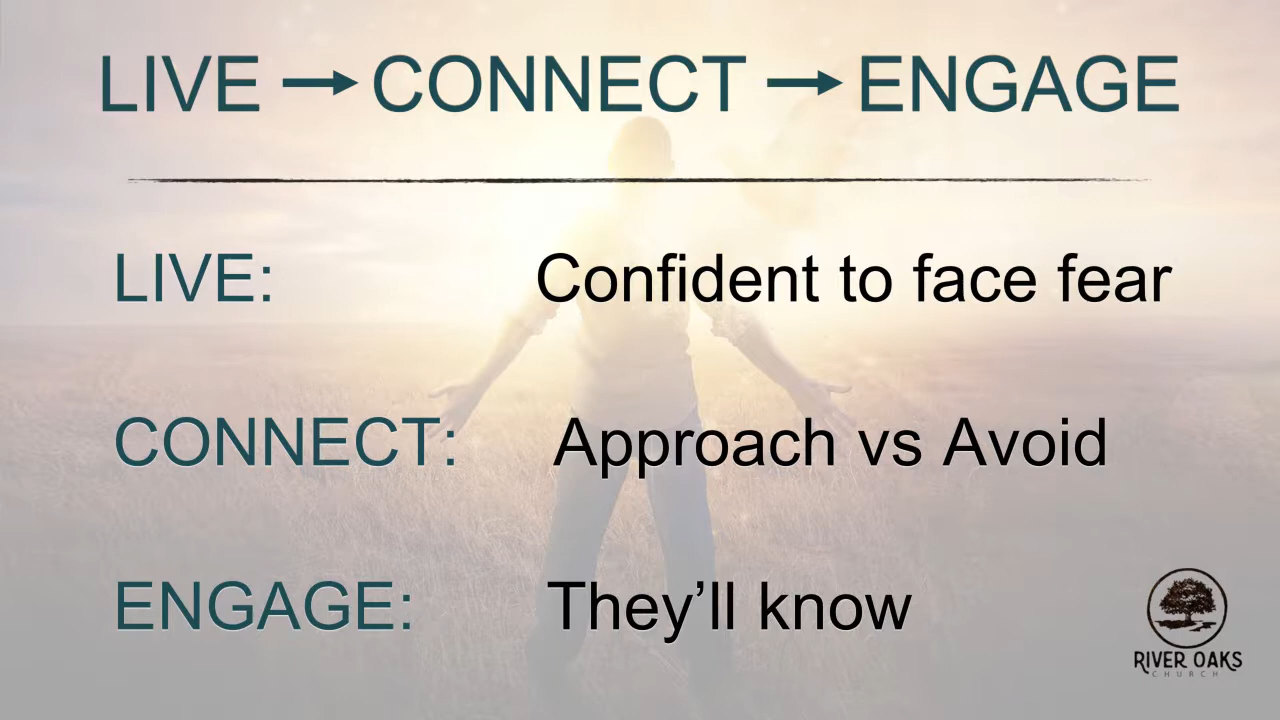 LIVE → CONNECT → ENGAGE
LIVE: Confident to face fear
CONNECT: Approach vs Avoid
ENGAGE: They’ll know
RIVER OAKS
CHURCH